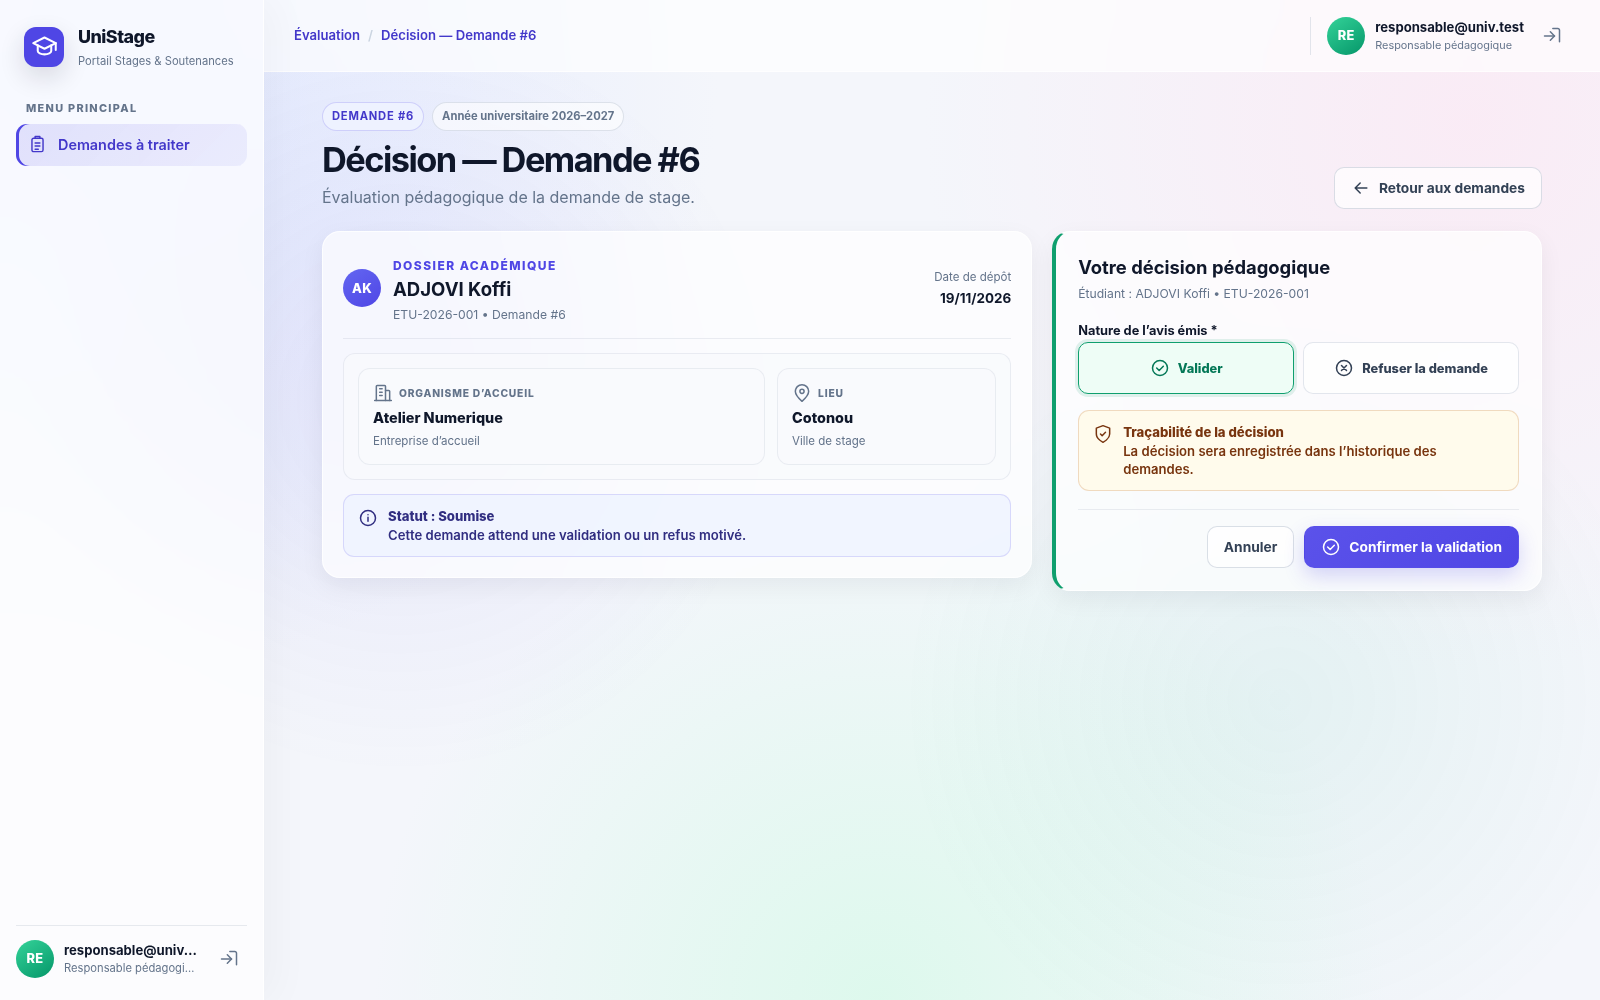 UniStage
Portail Stages & Soutenances
MENU PRINCIPAL
Demandes à traiter
responsable@univ...
Responsable pédagogi...
RE
Évaluation / Décision — Demande #6
RE
responsable@univ.test
Responsable pédagogique
DEMANDE #6
Année universitaire 2026–2027
Décision — Demande #6
Évaluation pédagogique de la demande de stage.
Retour aux demandes
AK
DOSSIER ACADÉMIQUE
ADJOVI Koffi
ETU-2026-001 • Demande #6
Date de dépôt
19/11/2026
ORGANISME D’ACCUEIL
Atelier Numerique
Entreprise d’accueil
LIEU
Cotonou
Ville de stage
Statut : Soumise
Cette demande attend une validation ou un refus motivé.
Votre décision pédagogique
Étudiant : ADJOVI Koffi • ETU-2026-001
Nature de l’avis émis *
Valider
Refuser la demande
Traçabilité de la décision
La décision sera enregistrée dans l’historique des
demandes.
Annuler
Confirmer la validation